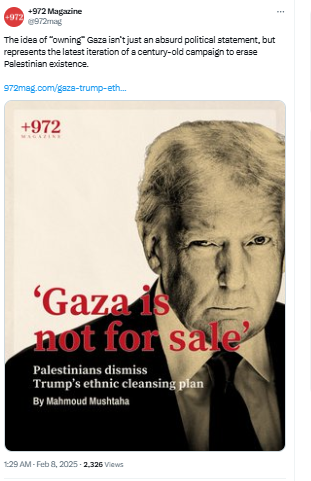 +972 Magazine
@972mag
The idea of "owning" Gaza isn't just an absurd political statement, but
represents the latest iteration of a century-old campaign to erase
Palestinian existence.
972mag.com/gaza-trump-eth...
+972
MAGAZINE
'Gaza is
not for sale'
Palestinians dismiss
Trump's ethnic cleansing plan
By Mahmoud Mushtaha
1:29 AM · Feb 8, 2025 · 2,326 Views